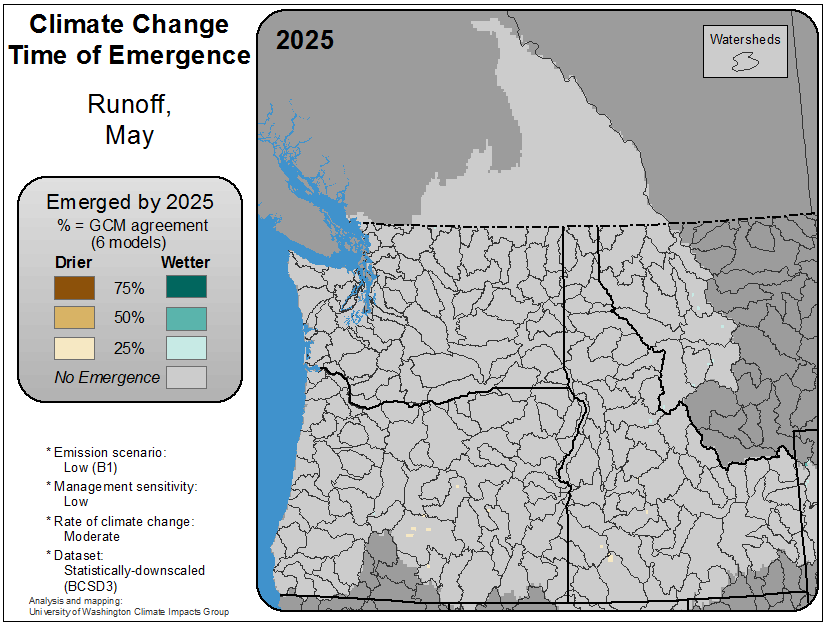 Climate Change
Time of Emergence
Runoff,
May
Emerged by 2025
% = GCM agreement
(6 models)
Drier Wetter
75%
50%
25%
No Emergence
* Emission scenario:
Low (B1)
* Management sensitivity:
Low
* Rate of climate change:
Moderate
* Dataset:
Statistically-downscaled
(BCSD3)
Analysis and mapping:
University of Washington Climate Impacts Group
2025
Watersheds